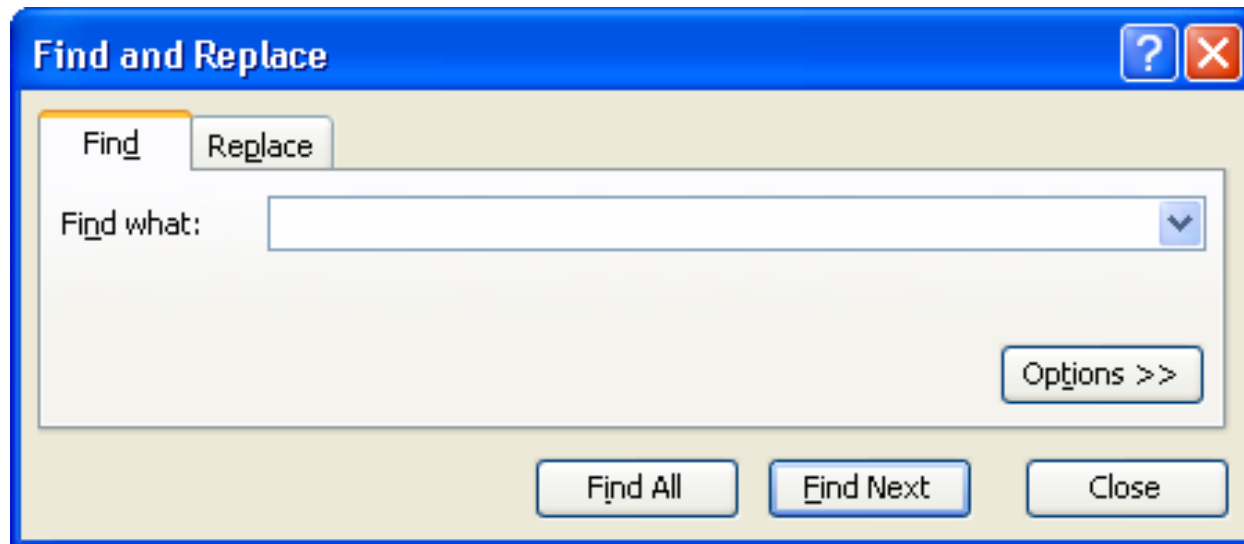 Find and Replace
Find Replace
Find what:
Options >>
Find All Find Next Close